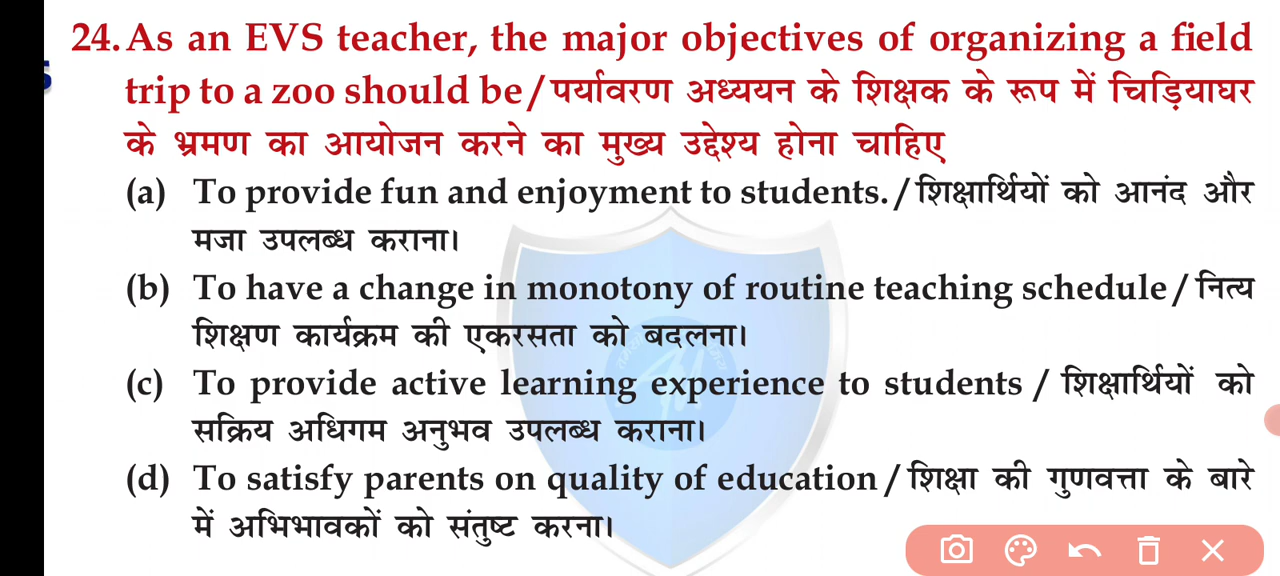 24. As an EVS teacher, the major objectives of organizing a field
trip to a zoo should be/पर्यावरण अध्ययन के शिक्षक के रूप में चिड़ियाघर
के भ्रमण का आयोजन करने का मुख्य उद्देश्य होना चाहिए
(a) To provide fun and enjoyment to students./शिक्षार्थियों को आनंद और
मजा उपलब्ध कराना।
(b) To have a change in monotony of routine teaching schedule/नित्य
शिक्षण कार्यक्रम की एकरसता को बदलना।
(c) To provide active learning experience to students / शिक्षार्थियों को
सक्रिय अधिगम अनुभव उपलब्ध कराना।
(d) To satisfy parents on quality of education/शिक्षा की गुणवत्ता के बारे
में अभिभावकों को संतुष्ट करना।